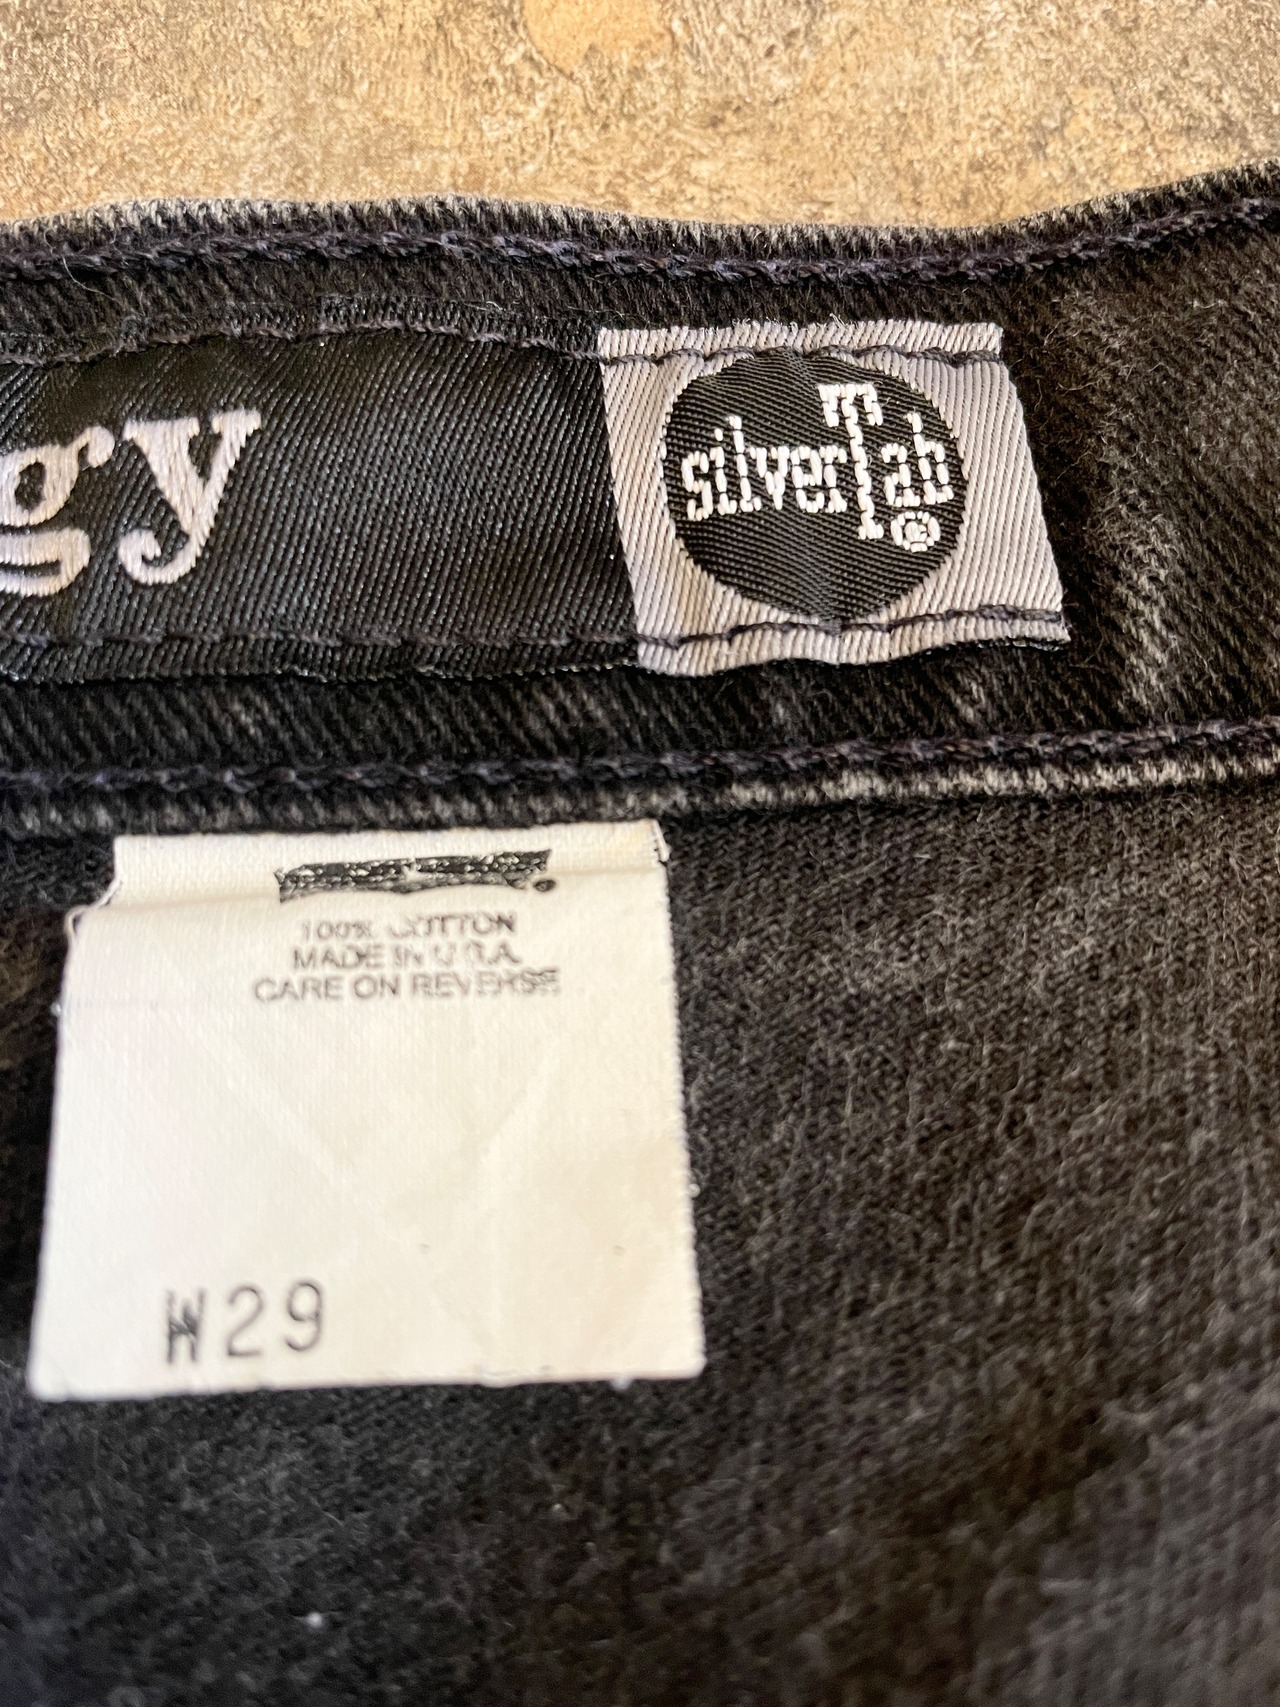 gy
silverTab®
100% COTTON
MADE IN U.S.A.
CARE ON REVERSE
W29